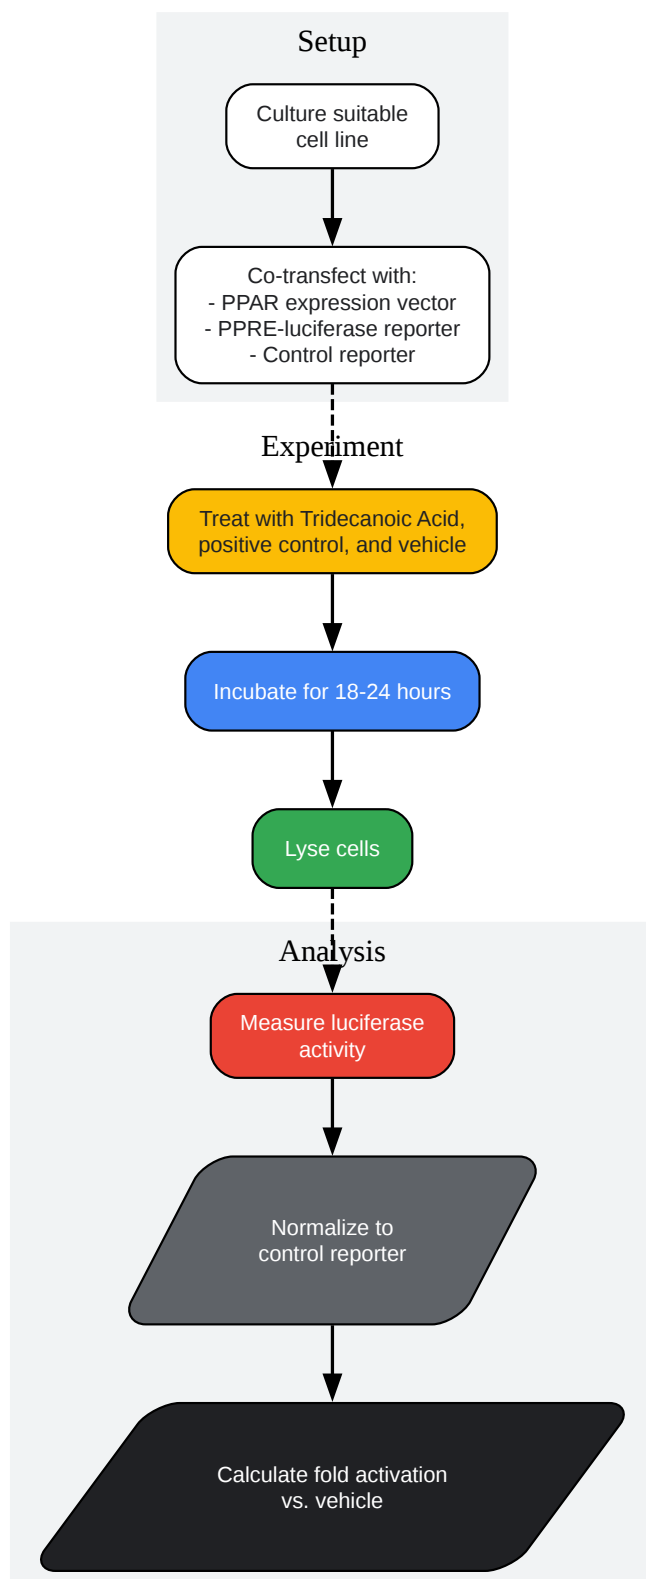 Setup
Culture suitable
cell line
Co-transfect with:
- PPAR expression vector
- PPRE-luciferase reporter
- Control reporter
Experiment
Treat with Tridecanoic Acid,
positive control, and vehicle
Incubate for 18-24 hours
Lyse cells
Analysis
Measure luciferase
activity
Normalize to
control reporter
Calculate fold activation
vs. vehicle